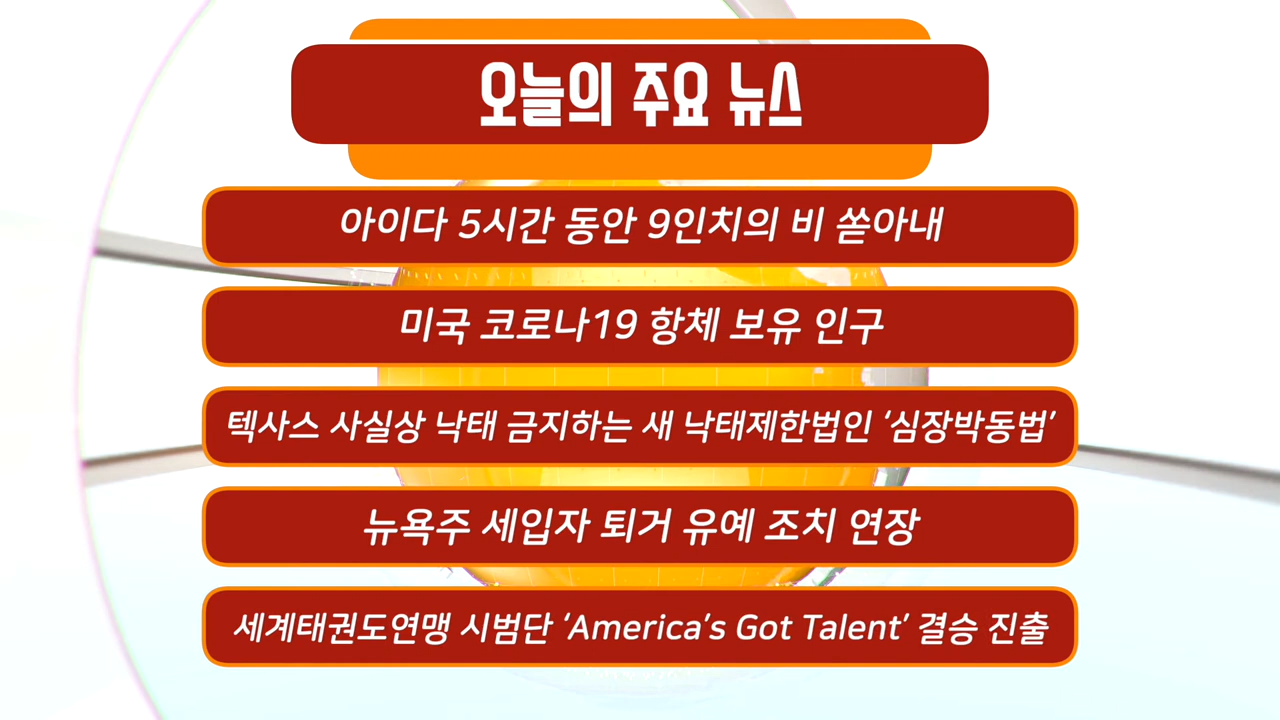 오늘의 주요 뉴스
아이다 5시간 동안 9인치의 비 쏟아내
미국 코로나19 항체 보유 인구
텍사스 사실상 낙태 금지하는 새 낙태제한법인 ‘심장박동법’
뉴욕주 세입자 퇴거 유예 조치 연장
세계태권도연맹 시범단 ‘America’s Got Talent’ 결승 진출